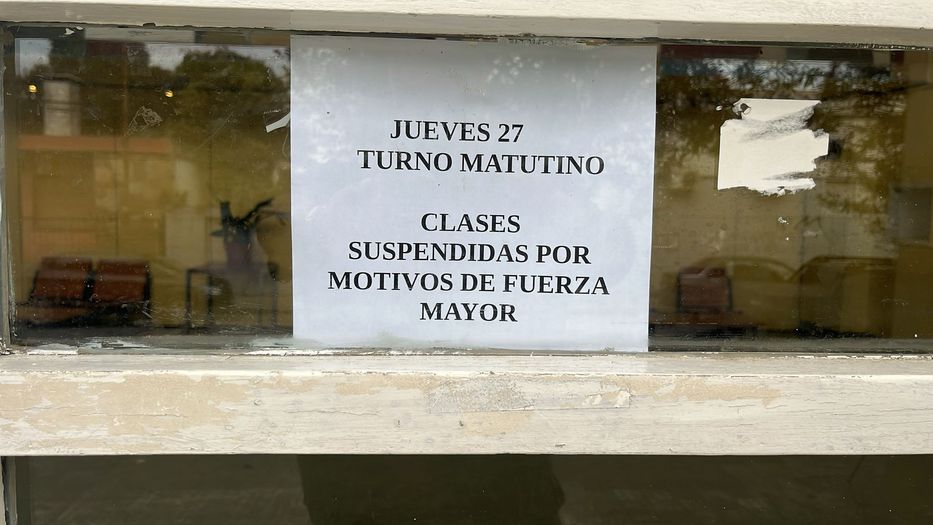 JUEVES 27
TURNO MATUTINO
CLASES
SUSPENDIDAS POR
MOTIVOS DE FUERZA
MAYOR